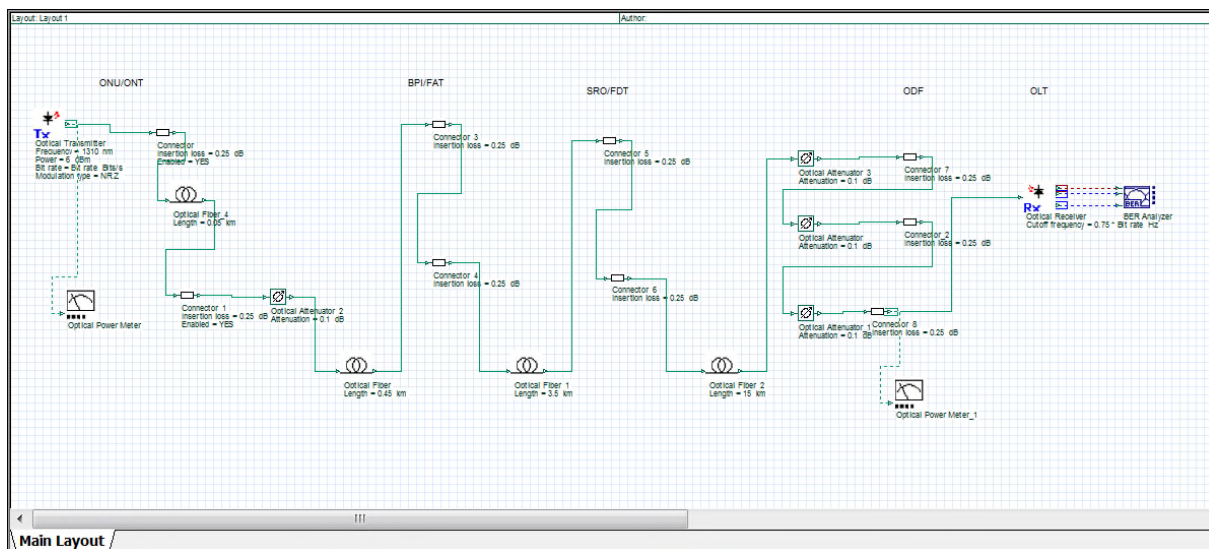 Layout: Layout 1
Author:
ONU/ONT
BPI/FAT
SRO/FDT
ODF
OLT
Tx
Optical Transmitter
Frequency = 1310 nm
Power = 6 dBm
Bit rate = Bit rate Bits/s
Modulation type = NRZ
Connector
Insertion loss = 0.25 dB
Enabled = YES
Optical Fiber_4
Length = 0.05 km
Connector 1
Insertion loss = 0.25 dB
Enabled = YES
Optical Attenuator 2
Attenuation = 0.1 dB
Optical Power Meter
Optical Fiber
Length = 0.45 km
Connector 3
Insertion loss = 0.25 dB
Connector 4
Insertion loss = 0.25 dB
Optical Fiber 1
Length = 3.5 km
Connector 5
Insertion loss = 0.25 dB
Connector 6
Insertion loss = 0.25 dB
Optical Fiber 2
Length = 15 km
Optical Attenuator 3
Attenuation = 0.1 dB
Connector 7
Insertion loss = 0.25 dB
Optical Attenuator
Attenuation = 0.1 dB
Connector_2
Insertion loss = 0.25 dB
Optical Attenuator 1
Attenuation = 0.1 dB
Connector 8
Insertion loss = 0.25 dB
Optical Power Meter_1
Rx
Optical Receiver
Cutoff frequency = 0.75 * Bit rate Hz
BER
BER Analyzer
Main Layout